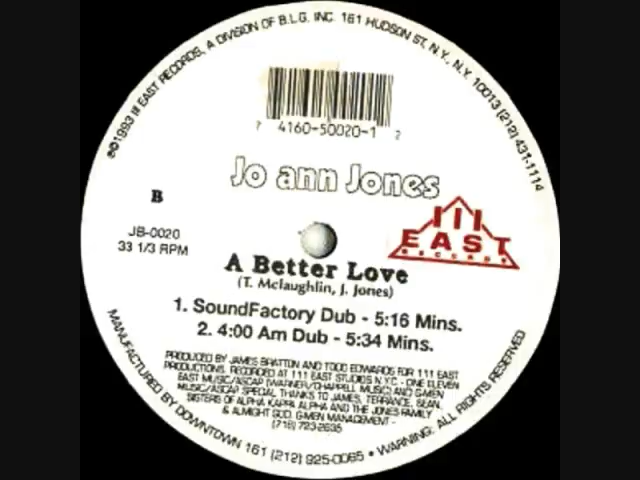 ℗©1993 III EAST RECORDS, A DIVISION OF B.L.G. INC. 161 HUDSON ST, N.Y., N.Y. 10013 (212) 431-1114
7 4160-50020-1 2
Jo ann Jones
B
III
EAST
RECORDS
JB-0020
33 1/3 RPM
A Better Love
(T. Mclaughlin, J. Jones)
1. SoundFactory Dub - 5:16 Mins.
2. 4:00 Am Dub - 5:34 Mins.
PRODUCED BY JAMES BRATTON AND TODD EDWARDS FOR 111 EAST
PRODUCTIONS. RECORDED AT 111 EAST STUDIOS N.Y.C. - ONE ELEVEN
EAST MUSIC/ASCAP (WARNER/CHAPPELL MUSIC) AND G-MEN
MUSIC/ASCAP SPECIAL THANKS TO JAMES, TERRANCE, SEAN,
SISTERS OF ALPHA KAPPA ALPHA AND THE JONES FAMILY
& ALMIGHT GOD. G-MEN MANAGEMENT -
(718) 723-2695
MANUFACTURED BY DOWNTOWN 161 (212) 925-0065 • WARNING: ALL RIGHTS RESERVED